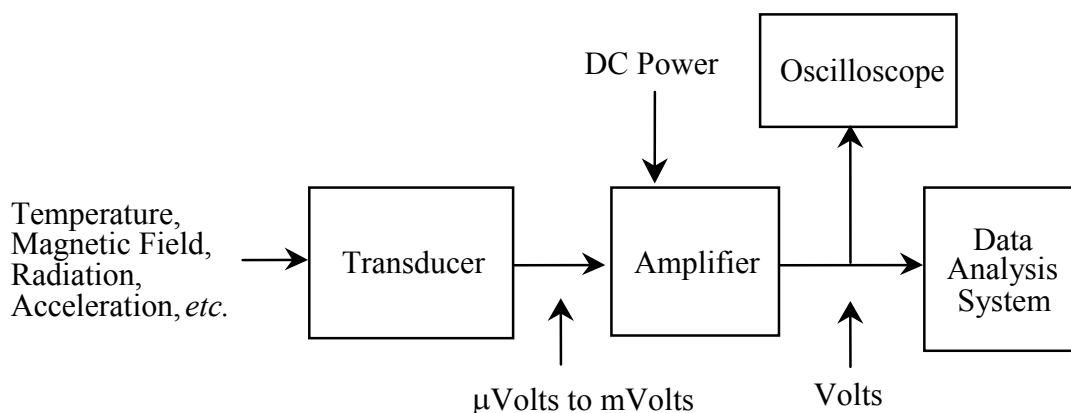 DC Power
Oscilloscope
Temperature,
Magnetic Field,
Radiation,
Acceleration, etc.
Transducer
Amplifier
Data
Analysis
System
μVolts to mVolts
Volts